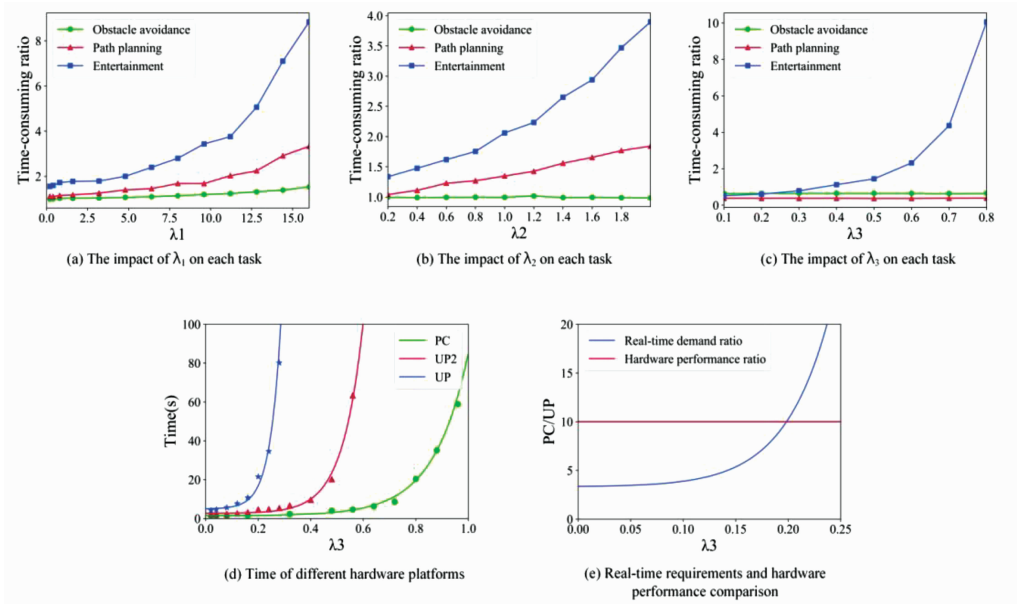 Time-consuming ratio
8
6
4
2
Obstacle avoidance
Path planning
Entertainment
0.0 2.5 5.0 7.5 10.0 12.5 15.0
λ1
(a) The impact of λ1 on each task
Time-consuming ratio
4.0
3.5
3.0
2.5
2.0
1.5
1.0
Obstacle avoidance
Path planning
Entertainment
0.2 0.4 0.6 0.8 1.0 1.2 1.4 1.6 1.8
λ2
(b) The impact of λ2 on each task
Time-consuming ratio
10
8
6
4
2
0
Obstacle avoidance
Path planning
Entertainment
0.1 0.2 0.3 0.4 0.5 0.6 0.7 0.8
λ3
(c) The impact of λ3 on each task
Time(s)
100
80
60
40
20
0
PC
UP2
UP
0.0 0.2 0.4 0.6 0.8 1.0
λ3
(d) Time of different hardware platforms
PC/UP
20
15
10
5
0
Real-time demand ratio
Hardware performance ratio
0.00 0.05 0.10 0.15 0.20 0.25
λ3
(e) Real-time requirements and hardware
performance comparison